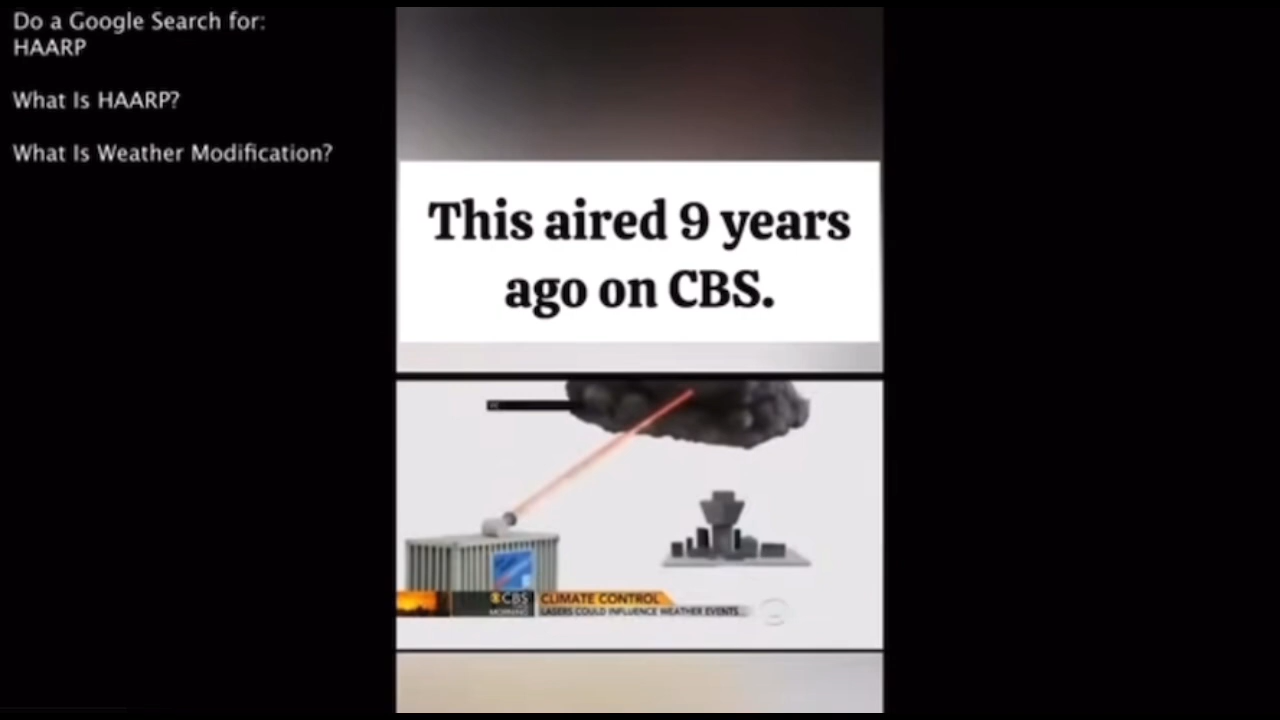 Do a Google Search for:
HAARP
What Is HAARP?
What Is Weather Modification?
This aired 9 years
ago on CBS.
CBS
MORNING
CLIMATE CONTROL
LASERS COULD INFLUENCE WEATHER EVENTS